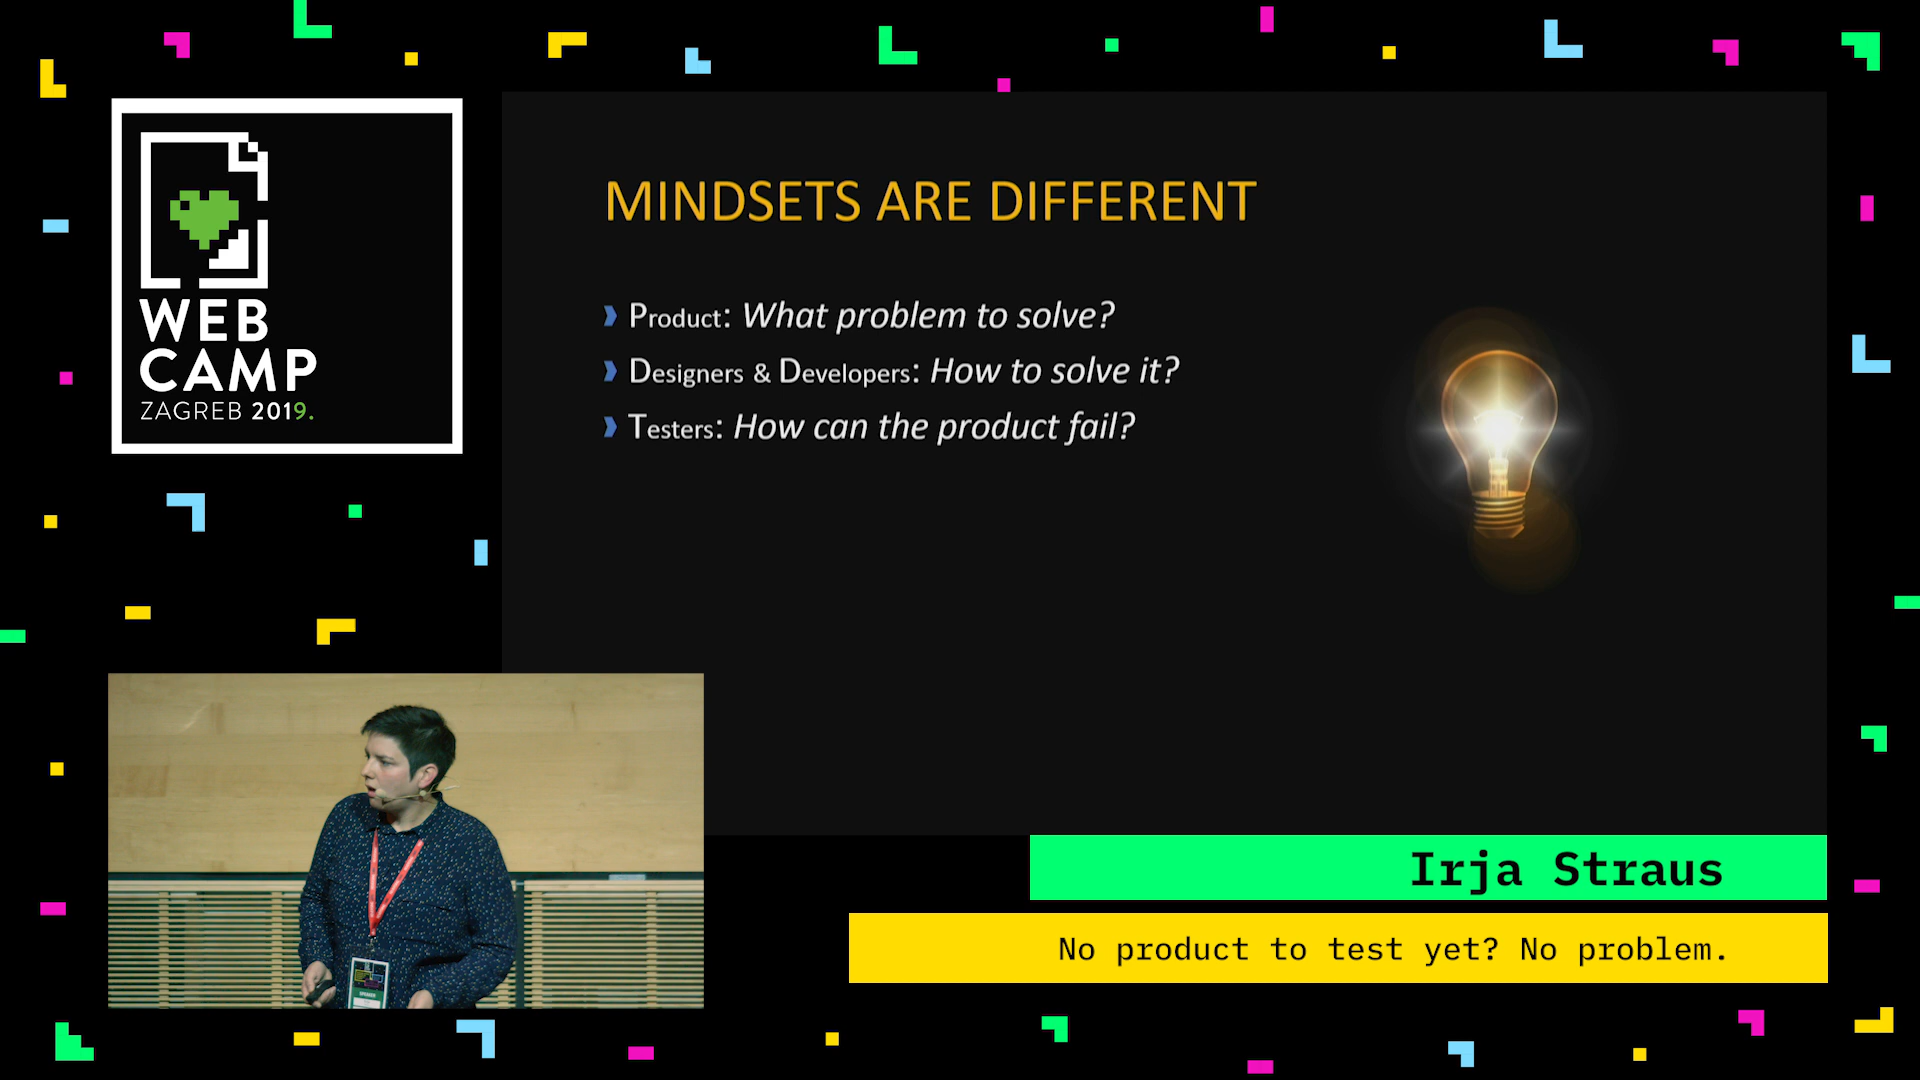 WEB
CAMP
ZAGREB 2019.
MINDSETS ARE DIFFERENT
Product: What problem to solve?
Designers & Developers: How to solve it?
Testers: How can the product fail?
Irja Straus
No product to test yet? No problem.